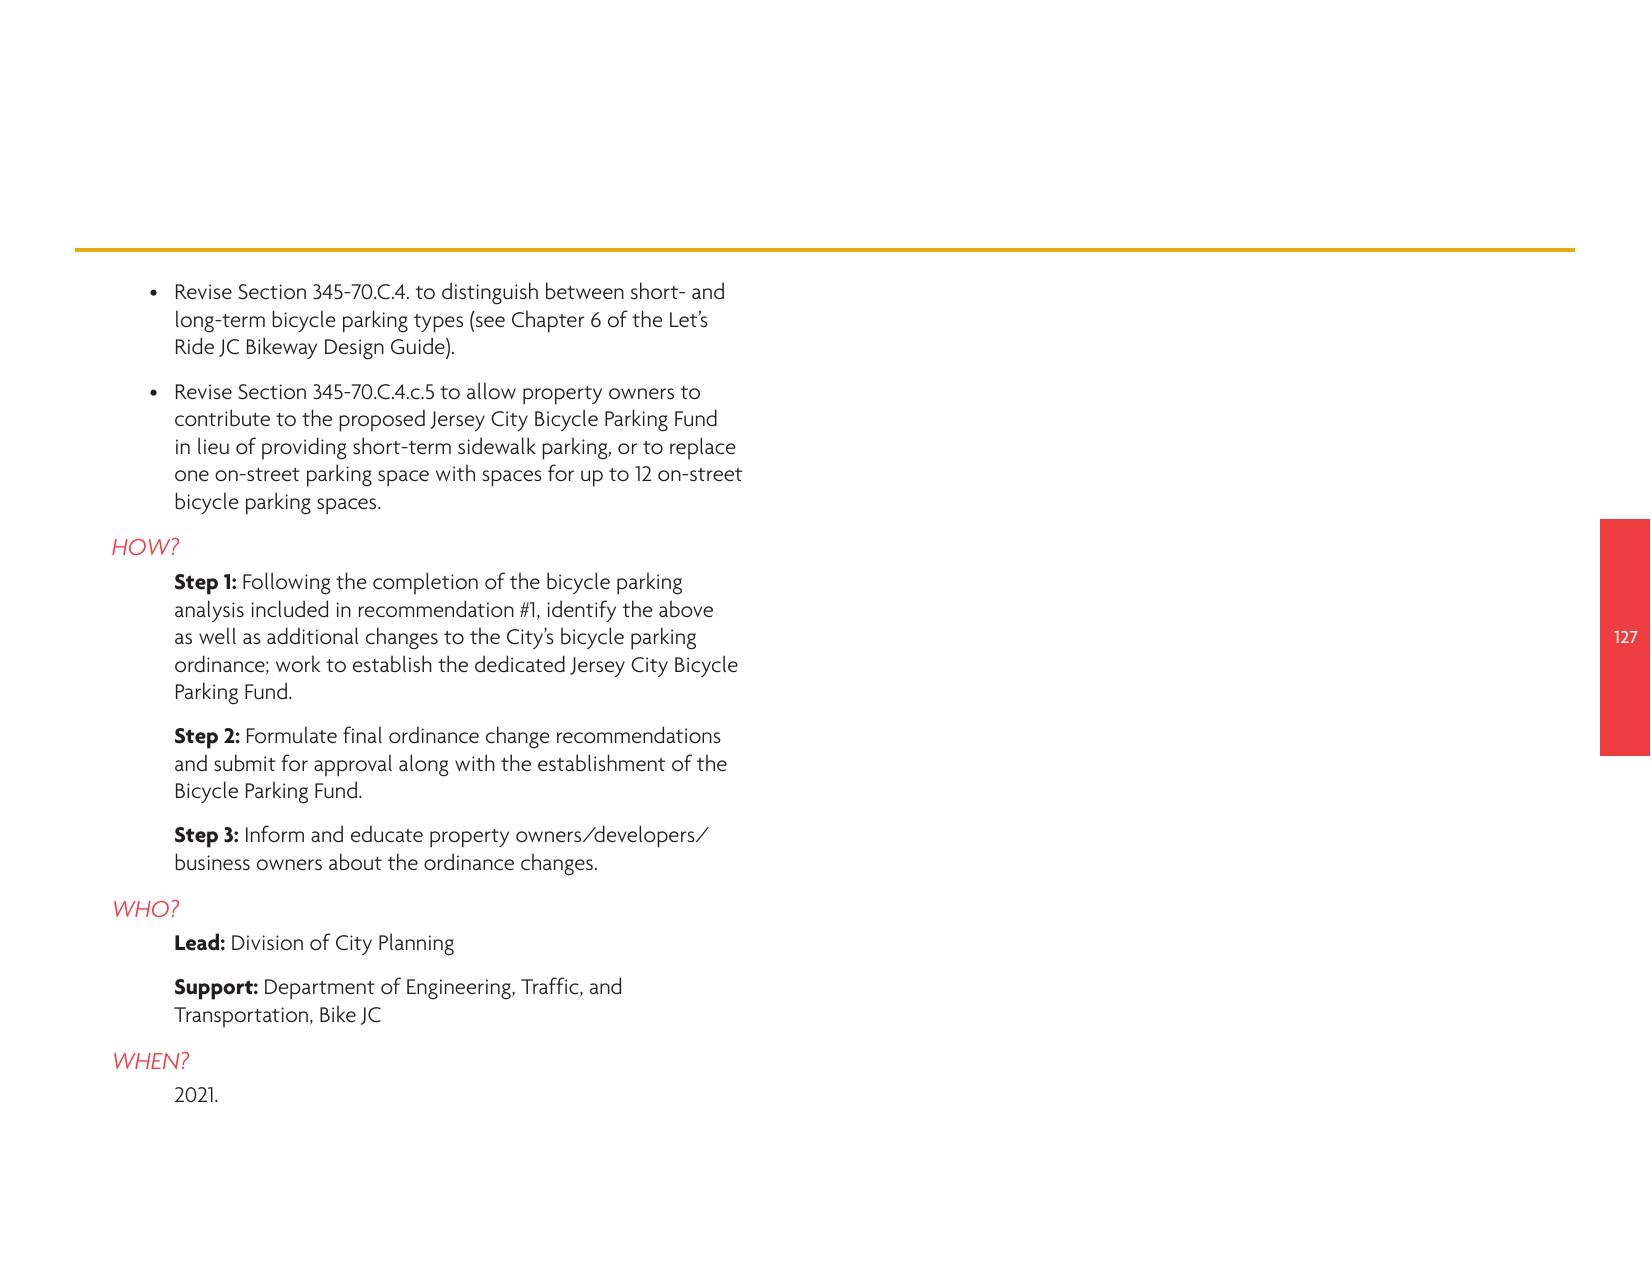 • Revise Section 345-70.C.4. to distinguish between short- and
long-term bicycle parking types (see Chapter 6 of the Let’s
Ride JC Bikeway Design Guide).
• Revise Section 345-70.C.4.c.5 to allow property owners to
contribute to the proposed Jersey City Bicycle Parking Fund
in lieu of providing short-term sidewalk parking, or to replace
one on-street parking space with spaces for up to 12 on-street
bicycle parking spaces.
HOW?
Step 1: Following the completion of the bicycle parking
analysis included in recommendation #1, identify the above
as well as additional changes to the City’s bicycle parking
ordinance; work to establish the dedicated Jersey City Bicycle
Parking Fund.
Step 2: Formulate final ordinance change recommendations
and submit for approval along with the establishment of the
Bicycle Parking Fund.
Step 3: Inform and educate property owners/developers/
business owners about the ordinance changes.
WHO?
Lead: Division of City Planning
Support: Department of Engineering, Traffic, and
Transportation, Bike JC
WHEN?
2021.
127